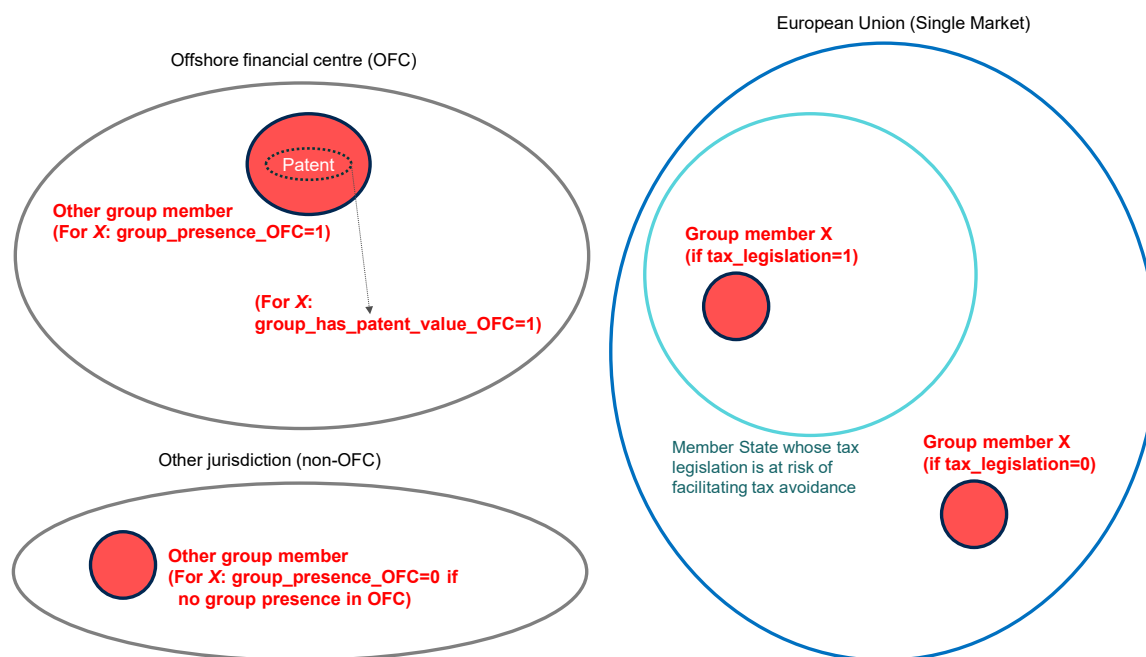 Offshore financial centre (OFC)
Patent
Other group member
(For X: group_presence_OFC=1)
(For X:
group_has_patent_value_OFC=1)
Other jurisdiction (non-OFC)
Other group member
(For X: group_presence_OFC=0 if
no group presence in OFC)
European Union (Single Market)
Group member X
(if tax_legislation=1)
Member State whose tax
legislation is at risk of
facilitating tax avoidance
Group member X
(if tax_legislation=0)